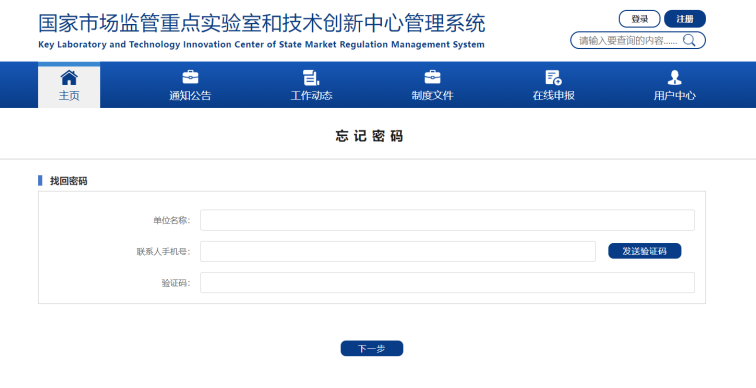 国家市场监管重点实验室和技术创新中心管理系统
Key Laboratory and Technology Innovation Center of State Market Regulation Management System
登录 注册
请输入要查询的内容......
主页 通知公告 工作动态 制度文件 在线申报 用户中心
忘记密码
找回密码
单位名称：
联系人手机号： 发送验证码
验证码：
下一步